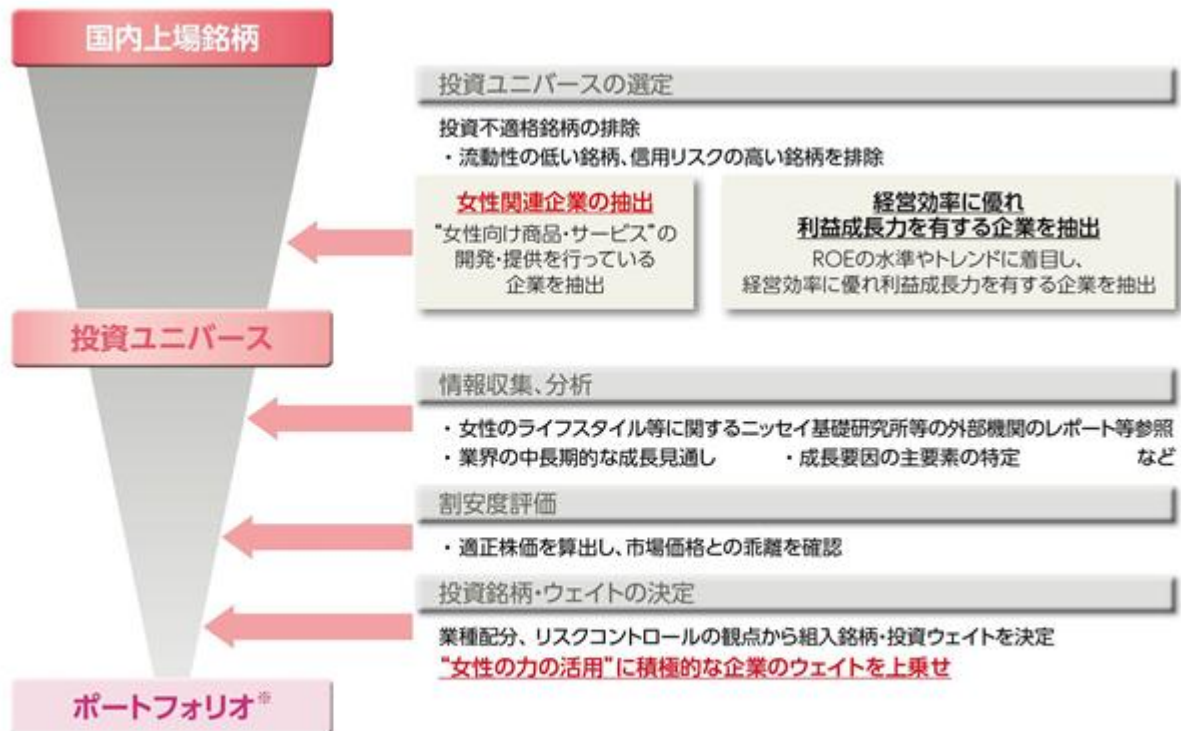 国内上場銘柄
投資ユニバースの選定
投資不適格銘柄の排除
・流動性の低い銘柄、信用リスクの高い銘柄を排除
女性関連企業の抽出
"女性向け商品・サービス"の
開発・提供を行っている
企業を抽出
経営効率に優れ
利益成長力を有する企業を抽出
ROEの水準やトレンドに着目し、
経営効率に優れ利益成長力を有する企業を抽出
投資ユニバース
情報収集、分析
・女性のライフスタイル等に関するニッセイ基礎研究所等の外部機関のレポート等参照
・業界の中長期的な成長見通し ・成長要因の主要素の特定 など
割安度評価
・適正株価を算出し、市場価格との乖離を確認
投資銘柄・ウェイトの決定
業種配分、リスクコントロールの観点から組入銘柄・投資ウェイトを決定
"女性の力の活用"に積極的な企業のウェイトを上乗せ
ポートフォリオ※